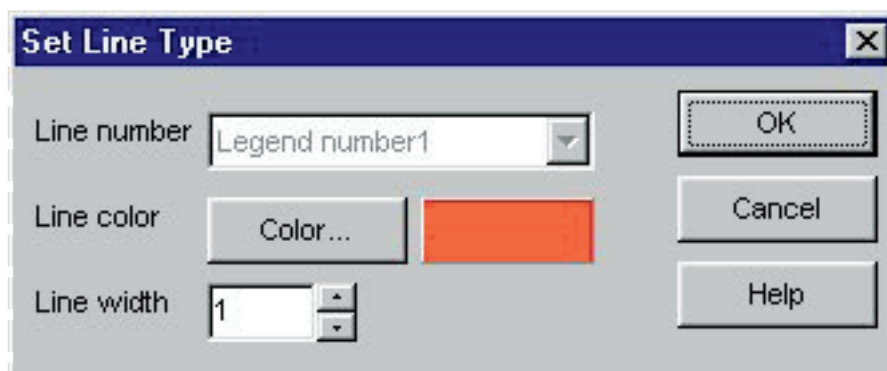 Set Line Type
Line number
Legend number1
OK
Line color
Color...
Cancel
Line width
1
Help